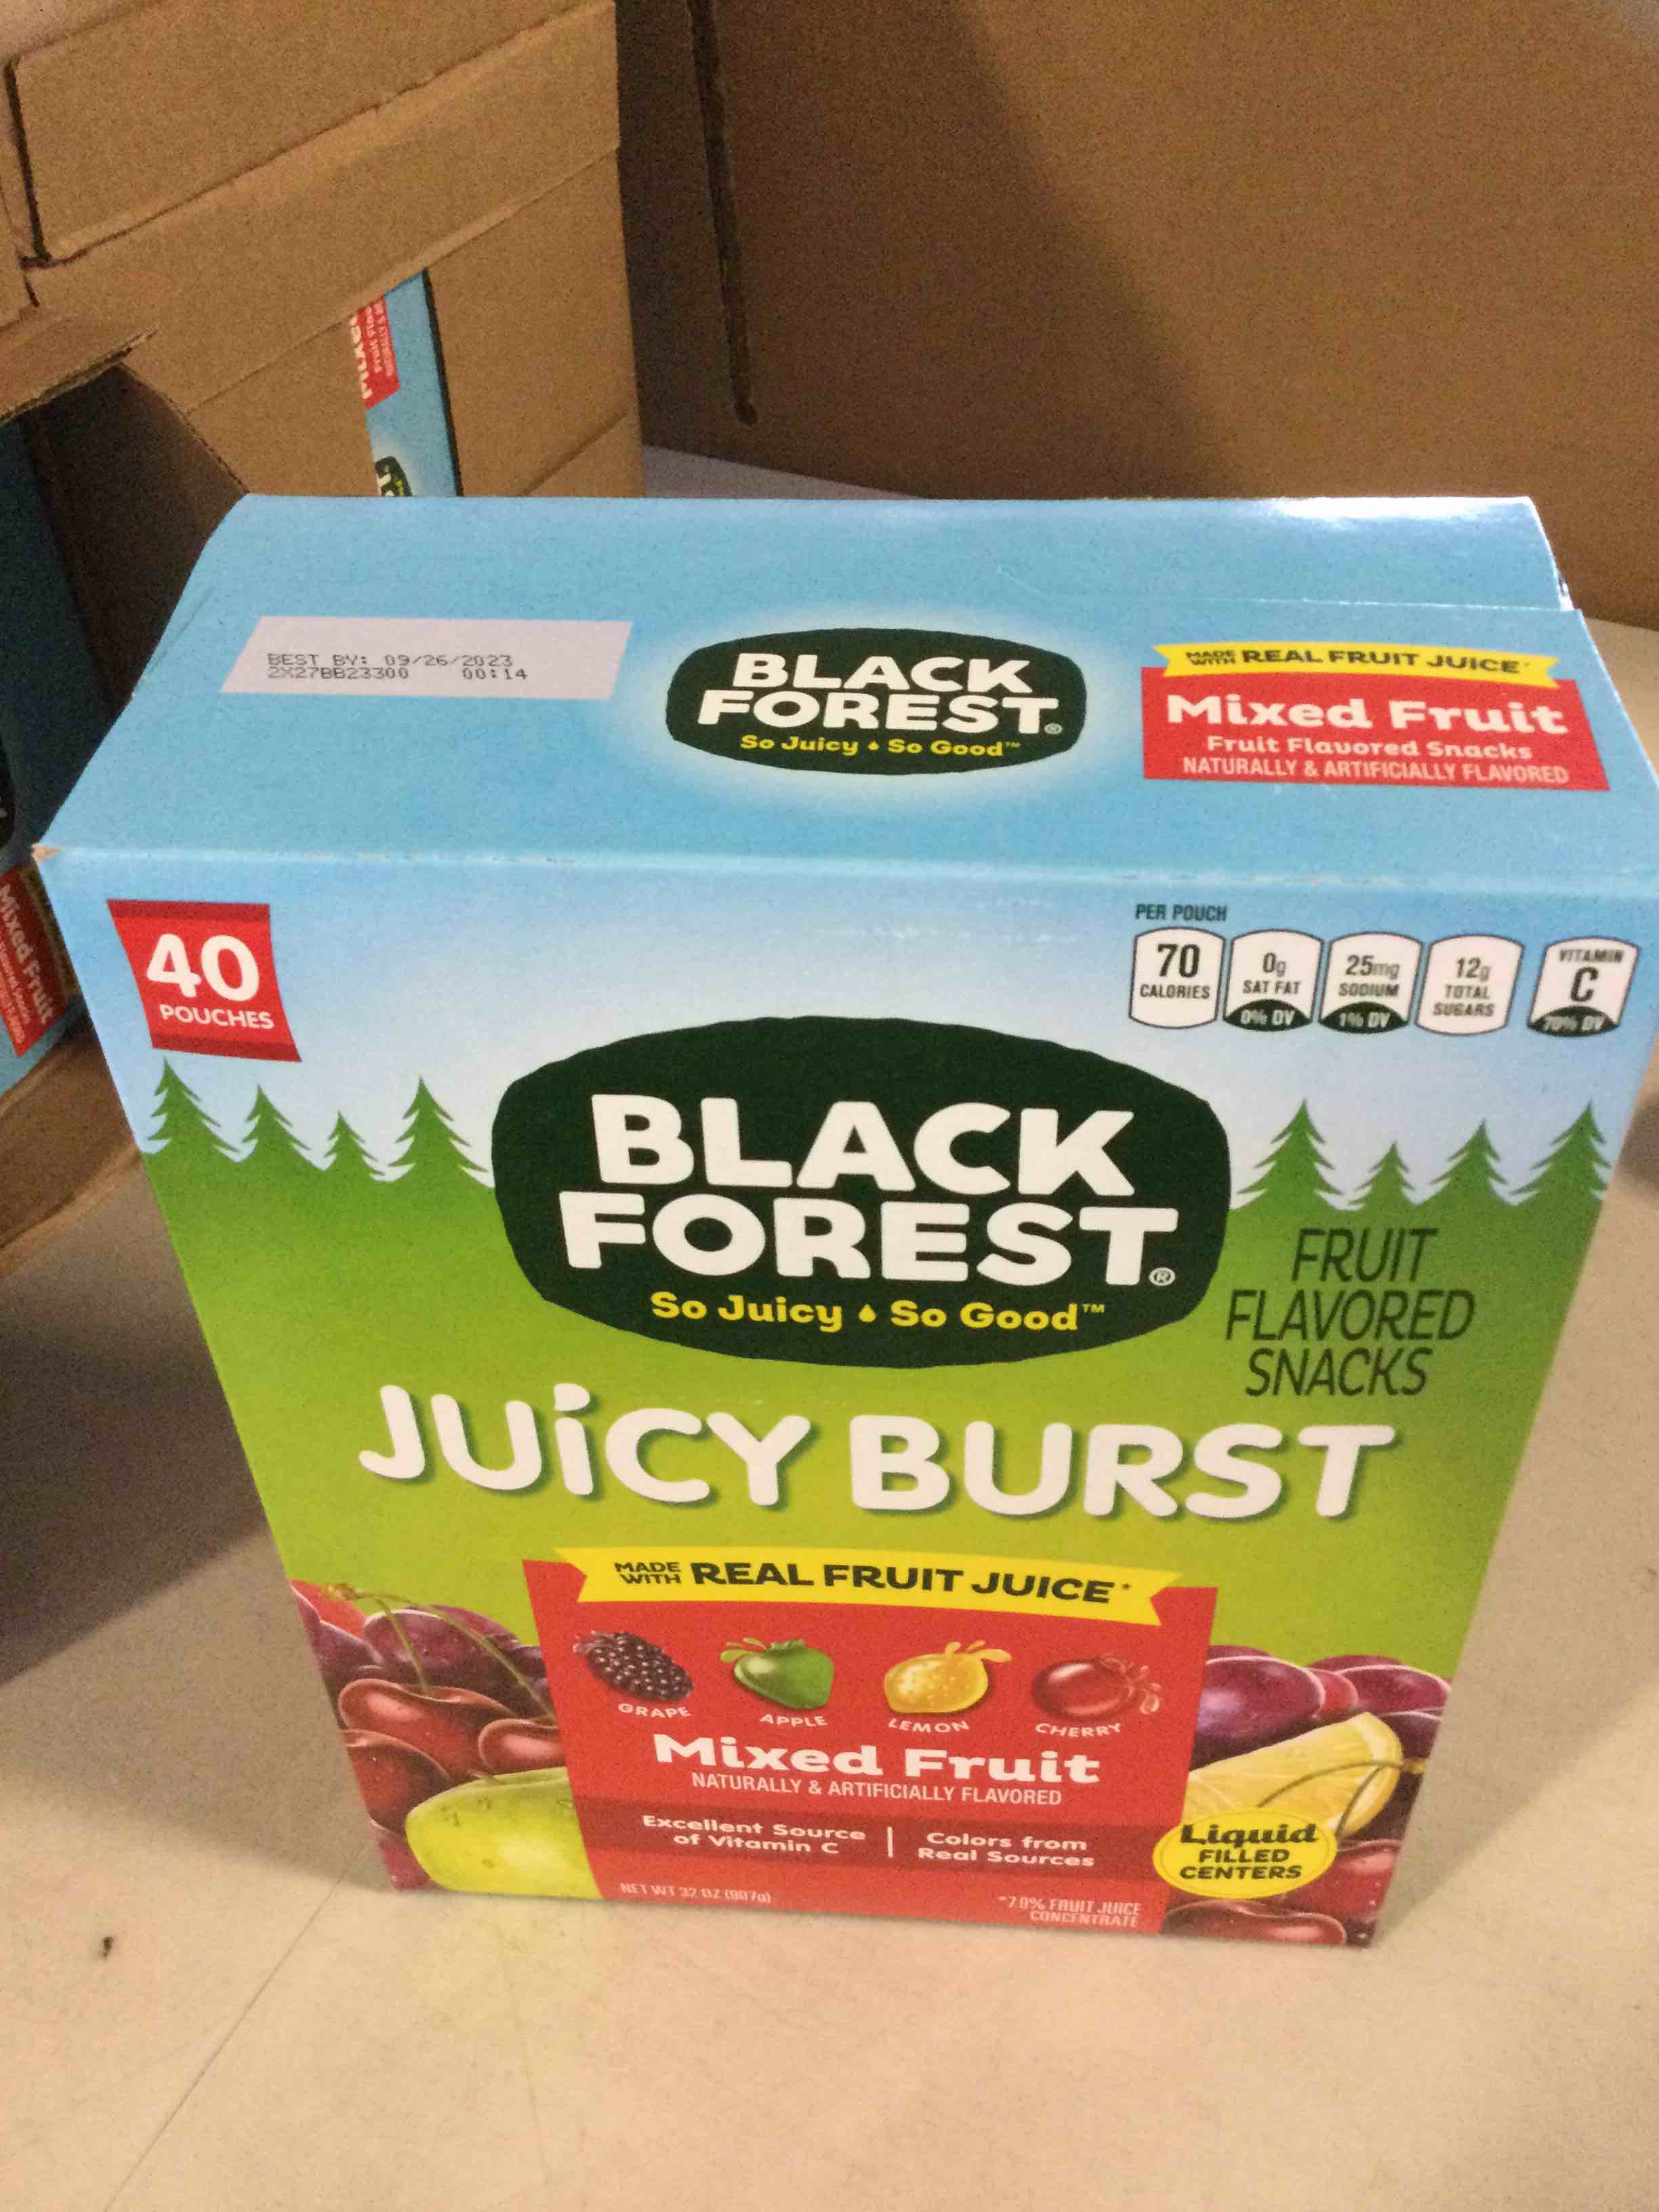 BEST BY: 09/26/2023
2X27BB23300 00:14
BLACK
FOREST®
So Juicy So Good™
MADE WITH REAL FRUIT JUICE*
Mixed Fruit
Fruit Flavored Snacks
NATURALLY & ARTIFICIALLY FLAVORED
40
POUCHES
PER POUCH
70
CALORIES
0g
SAT FAT
0% DV
25mg
SODIUM
1% DV
12g
TOTAL
SUGARS
VITAMIN
C
70% DV
BLACK
FOREST®
So Juicy So Good™
FRUIT
FLAVORED
SNACKS
JUiCY BURST
MADE WITH REAL FRUIT JUICE*
GRAPE
APPLE
LEMON
CHERRY
Mixed Fruit
NATURALLY & ARTIFICIALLY FLAVORED
Excellent Source
of Vitamin C
Colors from
Real Sources
Liquid
FILLED
CENTERS
NET WT 32 OZ (907g)
FRUIT JUICE
CONCENTRATE
Mixed Fruit